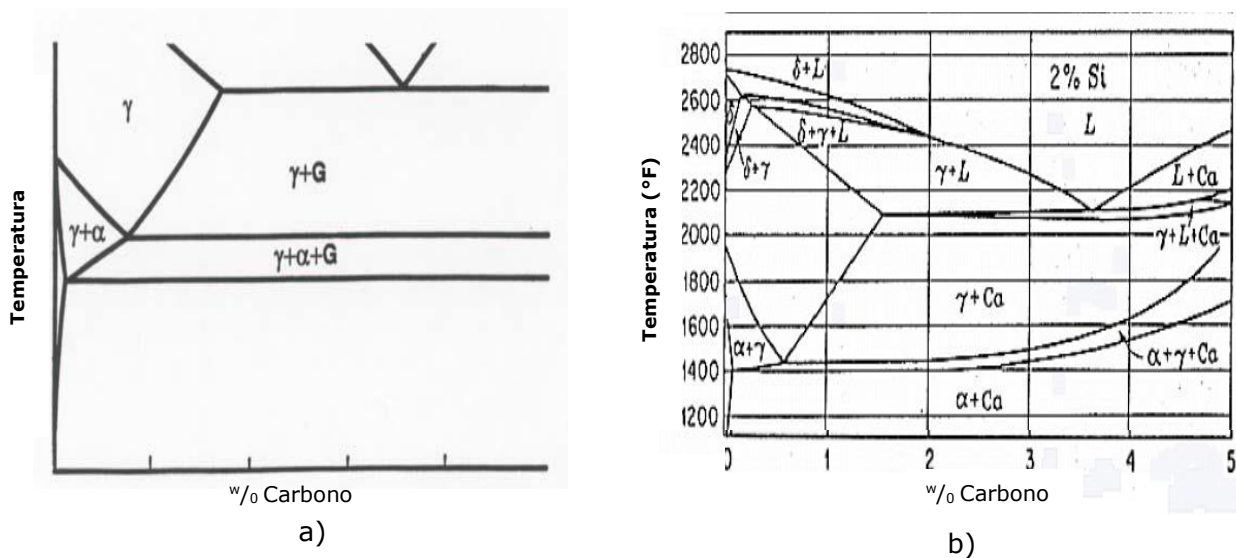 Temperatura
γ
γ+G
γ+α
γ+α+G
w/0 Carbono
a)
Temperatura (°F)
2800
2600
2400
2200
2000
1800
1600
1400
1200
δ+L
2% Si
L
δ
δ+γ+L
δ+γ
γ+L
L+Ca
γ+L+Ca
γ+Ca
α+γ
α+γ+Ca
α+Ca
0 1 2 3 4 5
w/0 Carbono
b)